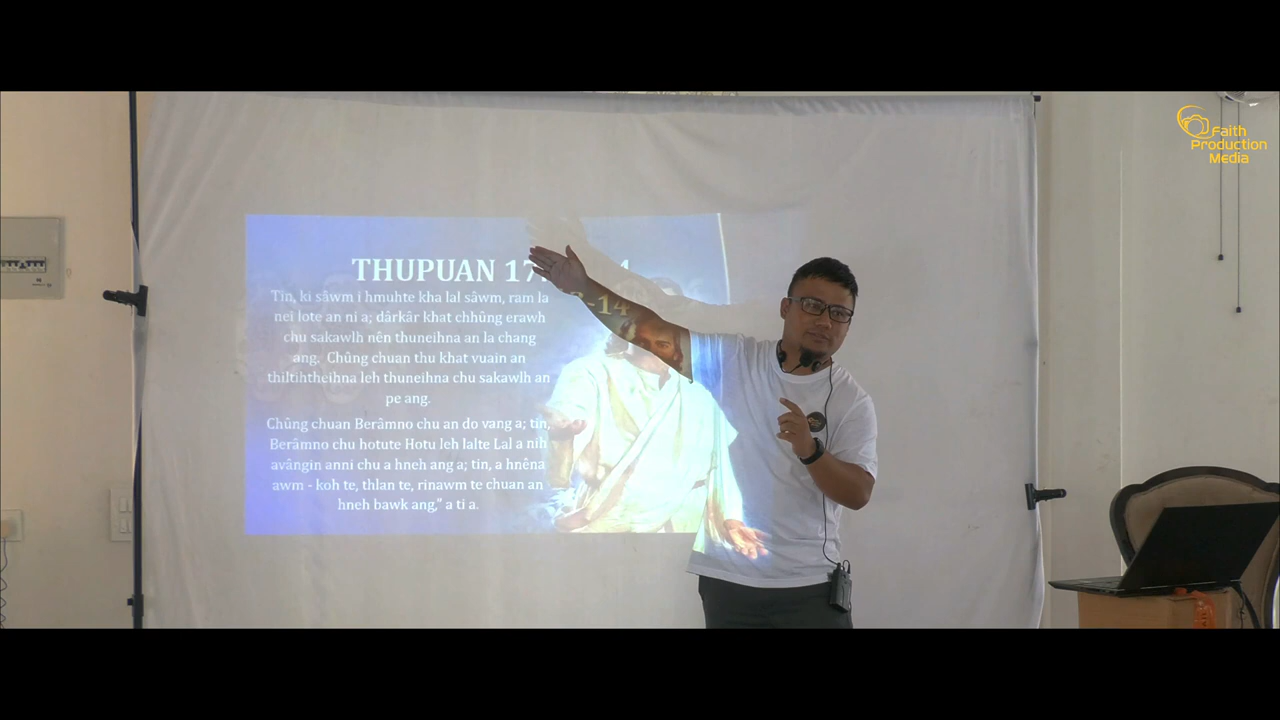 THUPUAN 17:
-14
Tin, ki sâwm i hmuhte kha lal sâwm, ram la
nei lote an ni a; dârkâr khat chhûng erawh
chu sakawlh nên thuneihna an la chang
ang. Chûng chuan thu khat vuain an
thiltihtheihna leh thuneihna chu sakawlh an
pe ang.
Chûng chuan Berâmno chu an do vang a; tin,
Berâmno chu hotute Hotu leh lalte Lal a nih
avângin anni chu a hneh ang a; tin, a hnêna
awm - koh te, thlan te, rinawm te chuan an
hneh bawk ang,” a ti a.
Faith
Production
Media